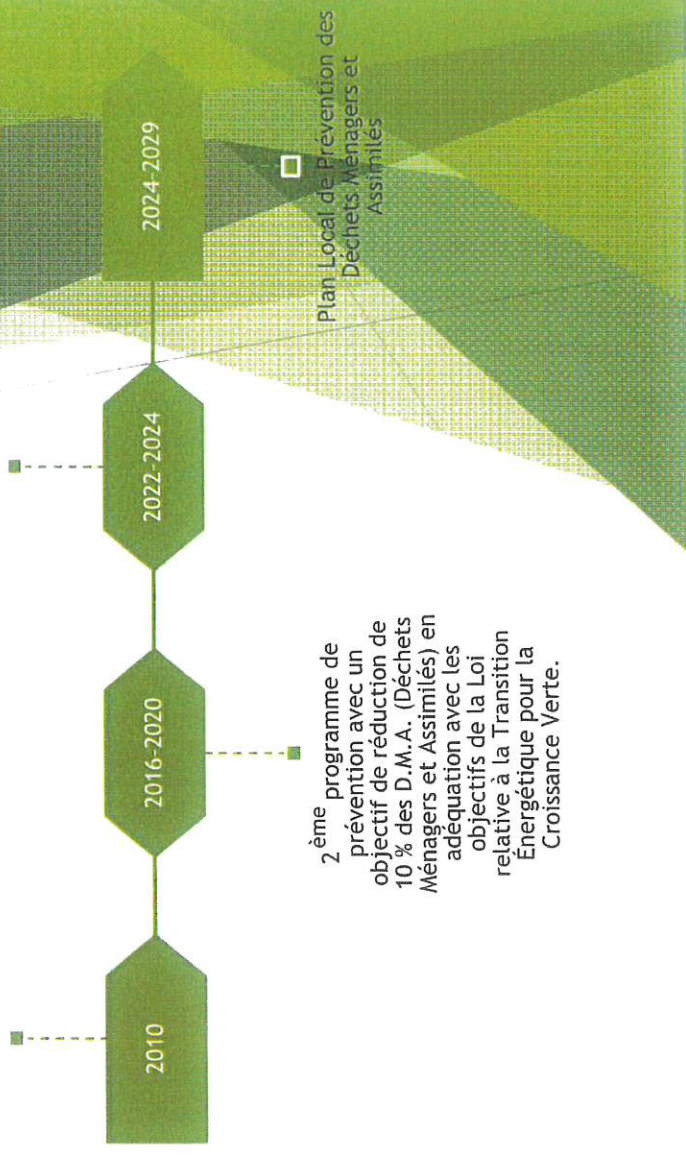 2010
2016-2020
2022-2024
2024-2029
2ème programme de
prévention avec un
objectif de réduction de
10 % des D.M.A. (Déchets
Ménagers et Assimilés) en
adéquation avec les
objectifs de la Loi
relative à la Transition
Énergétique pour la
Croissance Verte.
Plan Local de Prévention des
Déchets Ménagers et
Assimilés